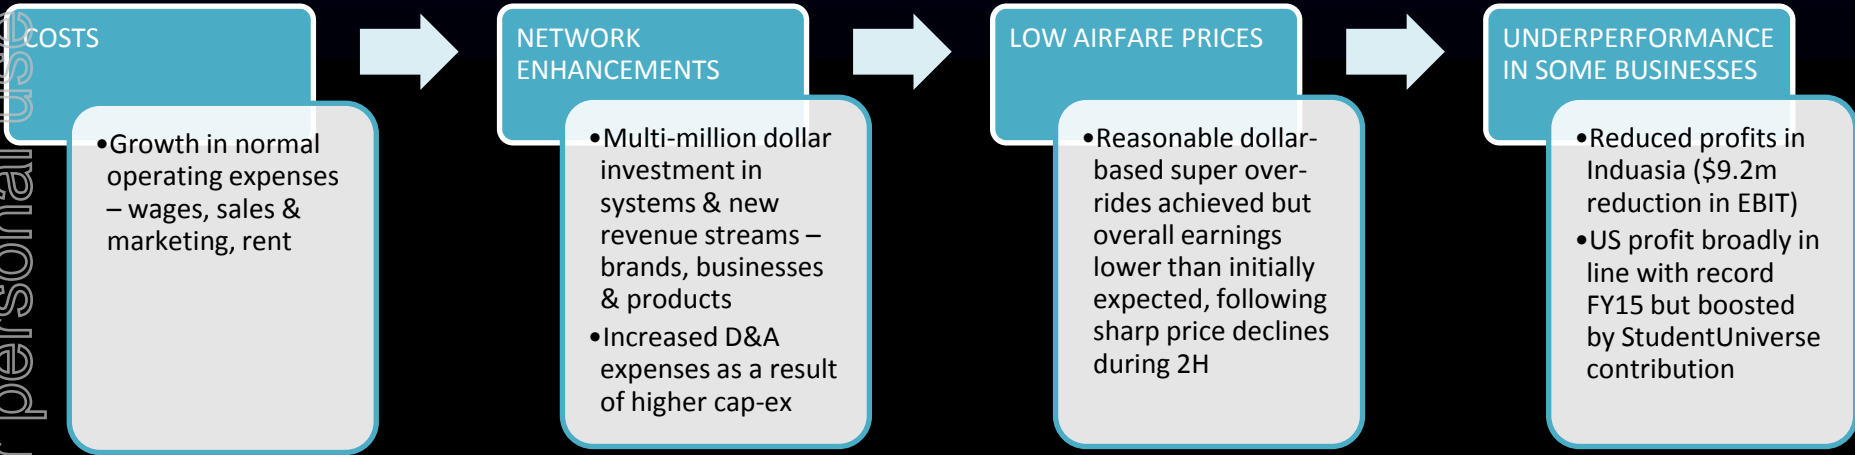 COSTS
•Growth in normal
operating expenses
– wages, sales &
marketing, rent
NETWORK
ENHANCEMENTS
•Multi-million dollar
investment in
systems & new
revenue streams –
brands, businesses
& products
•Increased D&A
expenses as a result
of higher cap-ex
LOW AIRFARE PRICES
•Reasonable dollar-
based super over-
rides achieved but
overall earnings
lower than initially
expected, following
sharp price declines
during 2H
UNDERPERFORMANCE
IN SOME BUSINESSES
•Reduced profits in
Induasia ($9.2m
reduction in EBIT)
•US profit broadly in
line with record
FY15 but boosted
by StudentUniverse
contribution
personal use